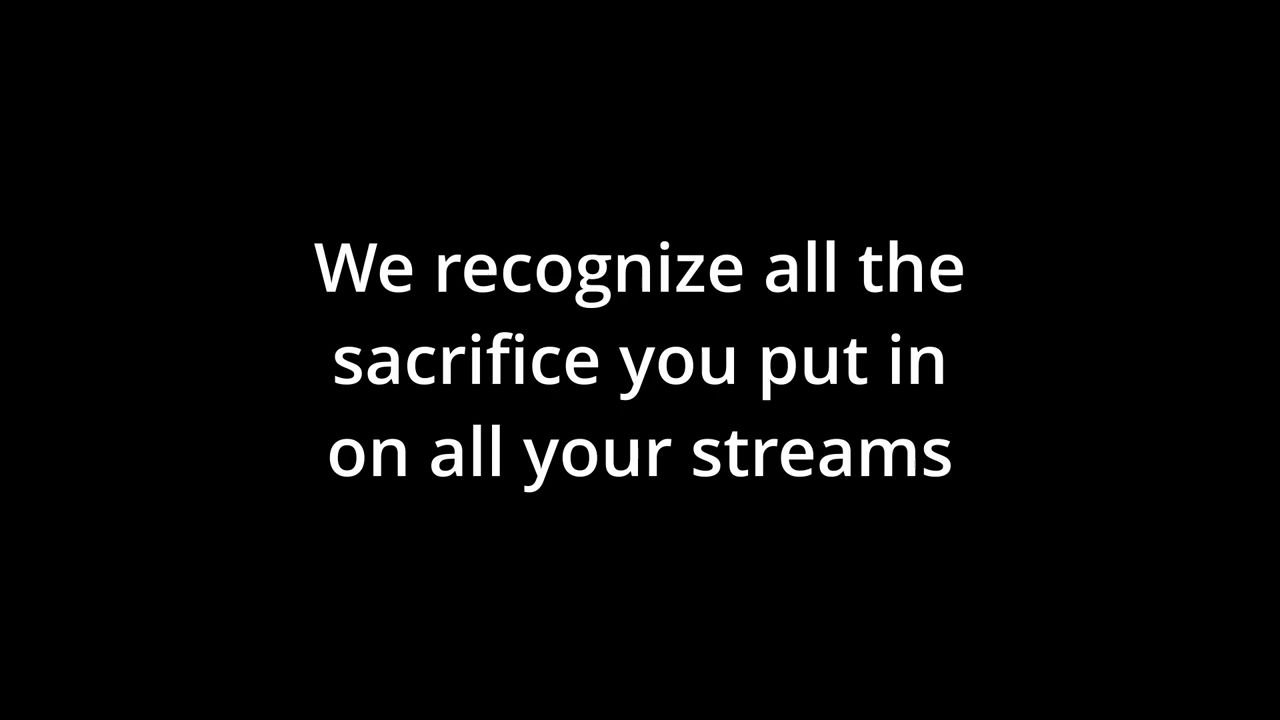 We recognize all the
sacrifice you put in
on all your streams